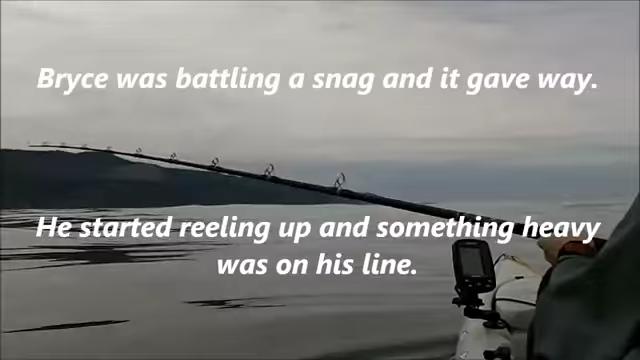 Bryce was battling a snag and it gave way.
He started reeling up and something heavy
was on his line.